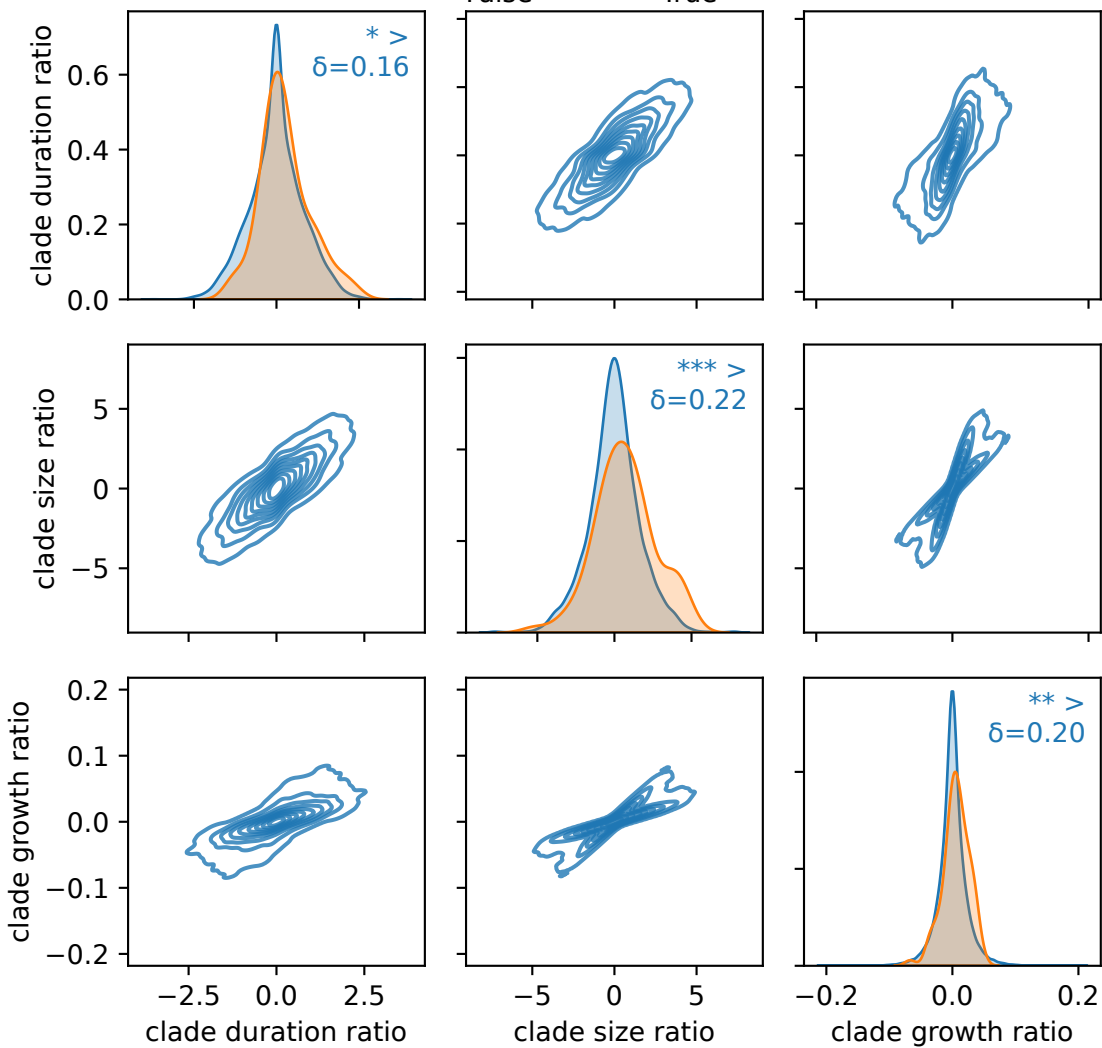 clade duration ratio
0.6
0.4
0.2
0.0
* >
δ=0.16
clade size ratio
5
0
−5
*** >
δ=0.22
clade growth ratio
0.2
0.1
0.0
−0.1
−0.2
** >
δ=0.20
−2.5 0.0 2.5
clade duration ratio
−5 0 5
clade size ratio
−0.2 0.0 0.2
clade growth ratio